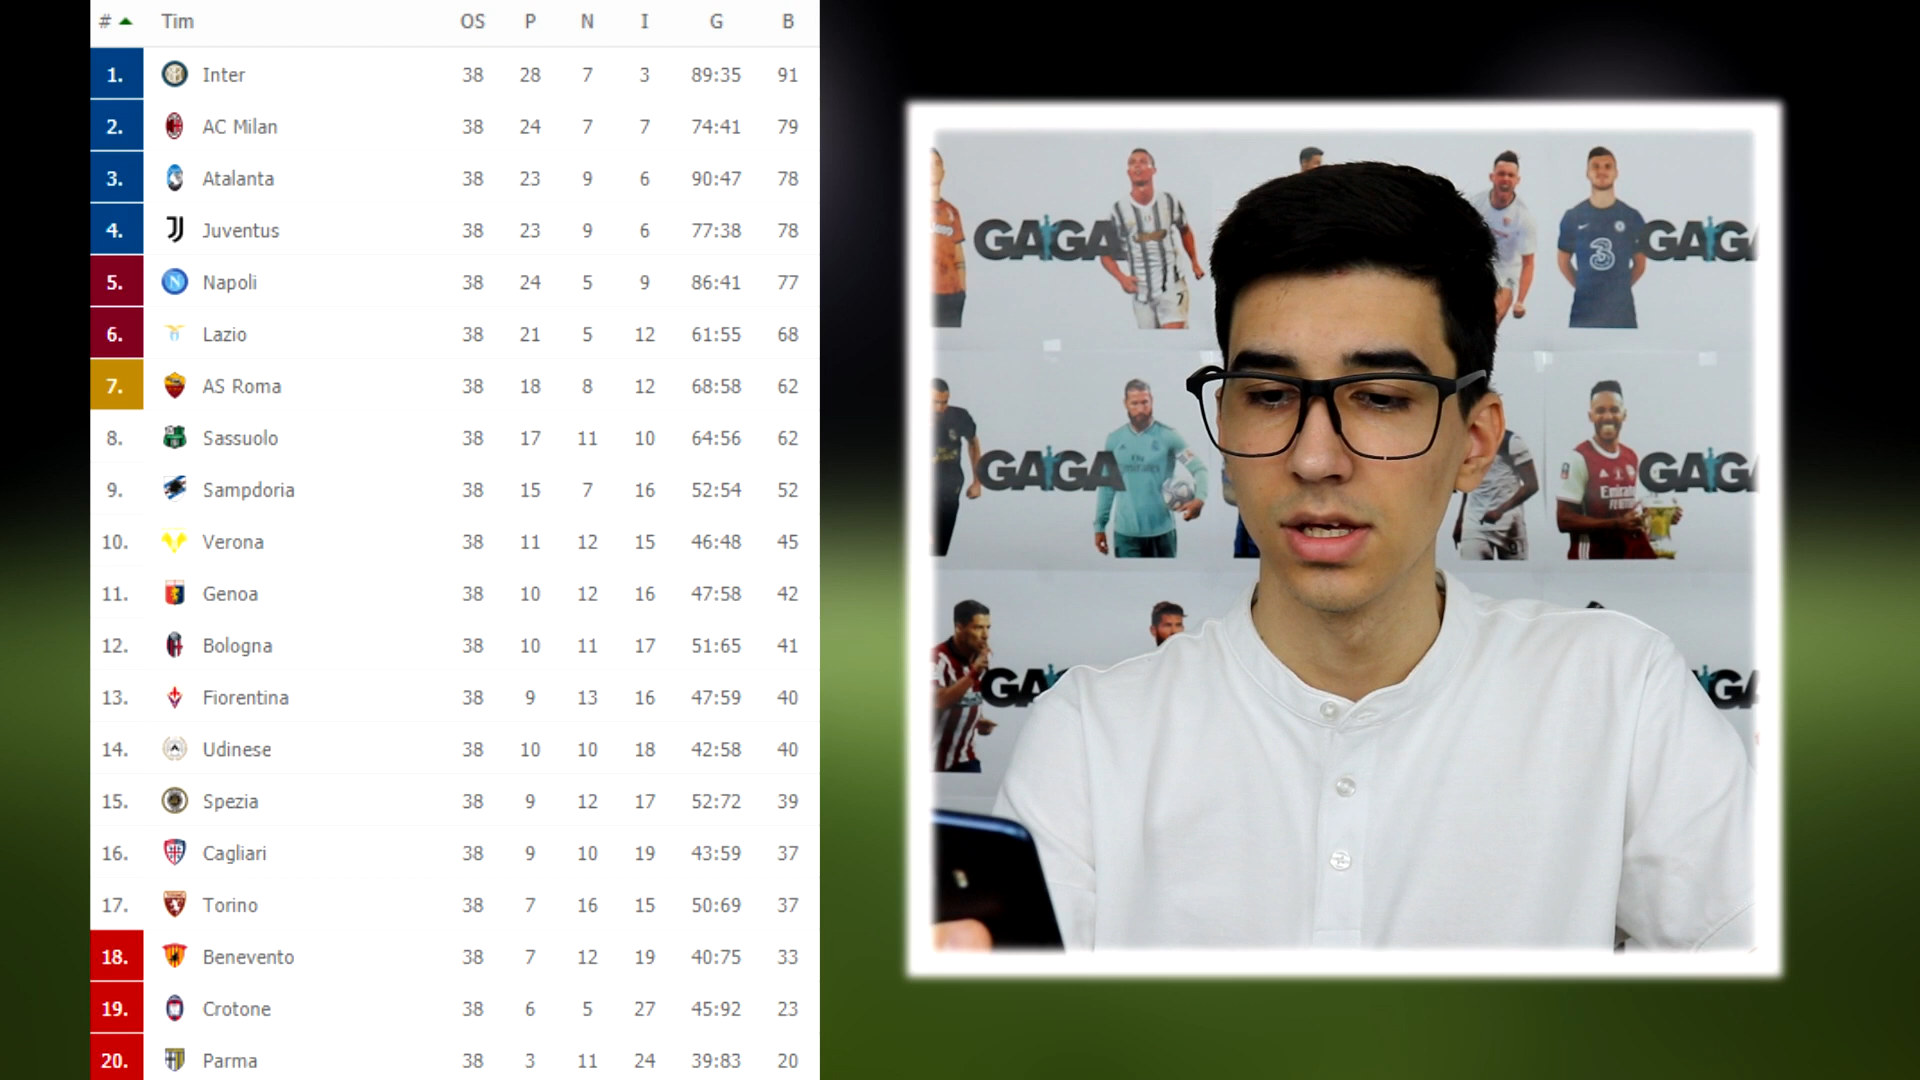 # Tim OS P N I G B
1. Inter 38 28 7 3 89:35 91
2. AC Milan 38 24 7 7 74:41 79
3. Atalanta 38 23 9 6 90:47 78
4. Juventus 38 23 9 6 77:38 78
5. Napoli 38 24 5 9 86:41 77
6. Lazio 38 21 5 12 61:55 68
7. AS Roma 38 18 8 12 68:58 62
8. Sassuolo 38 17 11 10 64:56 62
9. Sampdoria 38 15 7 16 52:54 52
10. Verona 38 11 12 15 46:48 45
11. Genoa 38 10 12 16 47:58 42
12. Bologna 38 10 11 17 51:65 41
13. Fiorentina 38 9 13 16 47:59 40
14. Udinese 38 10 10 18 42:58 40
15. Spezia 38 9 12 17 52:72 39
16. Cagliari 38 9 10 19 43:59 37
17. Torino 38 7 16 15 50:69 37
18. Benevento 38 7 12 19 40:75 33
19. Crotone 38 6 5 27 45:92 23
20. Parma 38 3 11 24 39:83 20
GAGA GAGA
7
3
GAGA GAGA
Fly Emirates
Emirates
GA GA